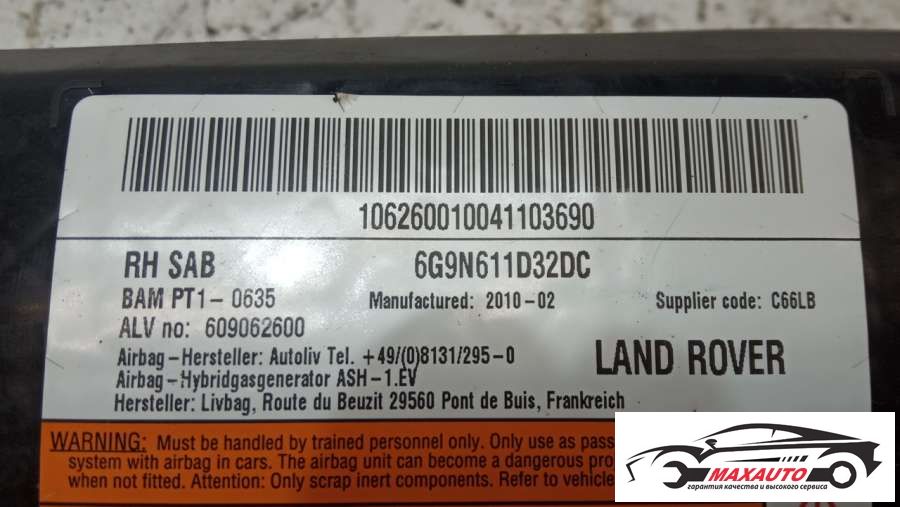 106260010041103690
RH SAB 6G9N611D32DC
BAM PT1- 0635 Manufactured: 2010-02 Supplier code: C66LB
ALV no: 609062600
Airbag-Hersteller: Autoliv Tel. +49/(0)8131/295-0
LAND ROVER
Airbag-Hybridgasgenerator ASH-1.EV
Hersteller: Livbag, Route du Beuzit 29560 Pont de Buis, Frankreich
WARNING: Must be handled by trained personnel only. Only use as
system with airbag in cars. The airbag unit can become a dangerous
when not fitted. Attention: Only scrap inert components. Refer to vehicle
MAXAUTO
гарантия качества и высокого сервиса